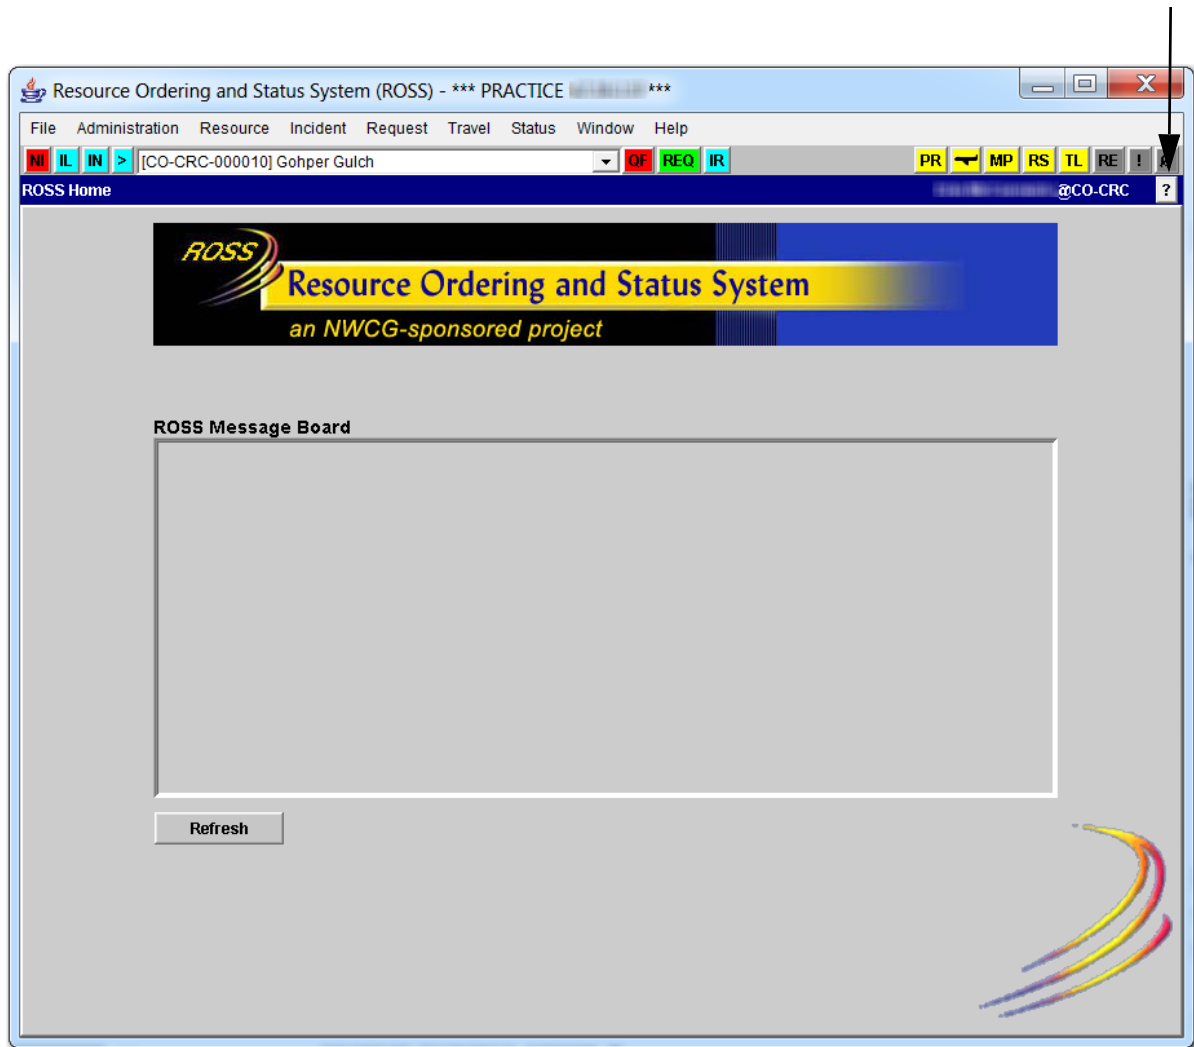 Resource Ordering and Status System (ROSS) - *** PRACTICE ***
X
File Administration Resource Incident Request Travel Status Window Help
NI IL IN > [CO-CRC-000010] Gohper Gulch QF REQ IR PR MP RS TL RE !
ROSS Home @CO-CRC ?
ROSS
Resource Ordering and Status System
an NWCG-sponsored project
ROSS Message Board
Refresh